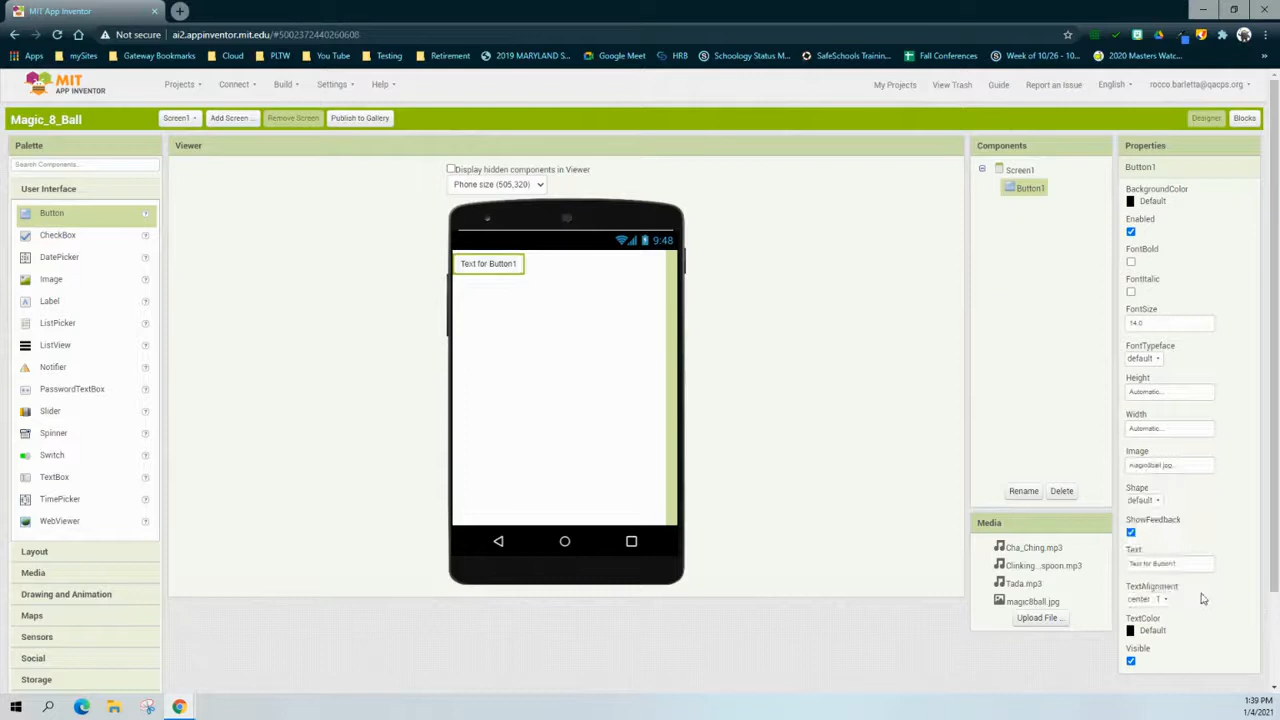 MIT App Inventor
Not secure | ai2.appinventor.mit.edu/#5002372440260608
Apps mySites Gateway Bookmarks Cloud PLTW You Tube Testing Retirement 2019 MARYLAND S... Google Meet HRB Schoology Status M... SafeSchools Trainin... Fall Conferences Week of 10/26 - 10... 2020 Masters Watc...
MIT
APP INVENTOR
Projects Connect Build Settings Help My Projects View Trash Guide Report an Issue English rocco.barletta@qacps.org
Magic_8_Ball Screen1 Add Screen ... Remove Screen Publish to Gallery Designer Blocks
Palette
Search Components...
User Interface
Button
CheckBox
DatePicker
Image
Label
ListPicker
ListView
Notifier
PasswordTextBox
Slider
Spinner
Switch
TextBox
TimePicker
WebViewer
Layout
Media
Drawing and Animation
Maps
Sensors
Social
Storage
Viewer
Display hidden components in Viewer
Phone size (505,320)
9:48
Text for Button1
Components
Screen1
Button1
Rename Delete
Media
Cha_Ching.mp3
Clinking...spoon.mp3
Tada.mp3
magic8ball.jpg
Upload File ...
Properties
Button1
BackgroundColor
Default
Enabled
FontBold
FontItalic
FontSize
14.0
FontTypeface
default
Height
Automatic...
Width
Automatic...
Image
magic8ball.jpg...
Shape
default
ShowFeedback
Text
Text for Button1
TextAlignment
center : 1
TextColor
Default
Visible
1:39 PM
1/4/2021